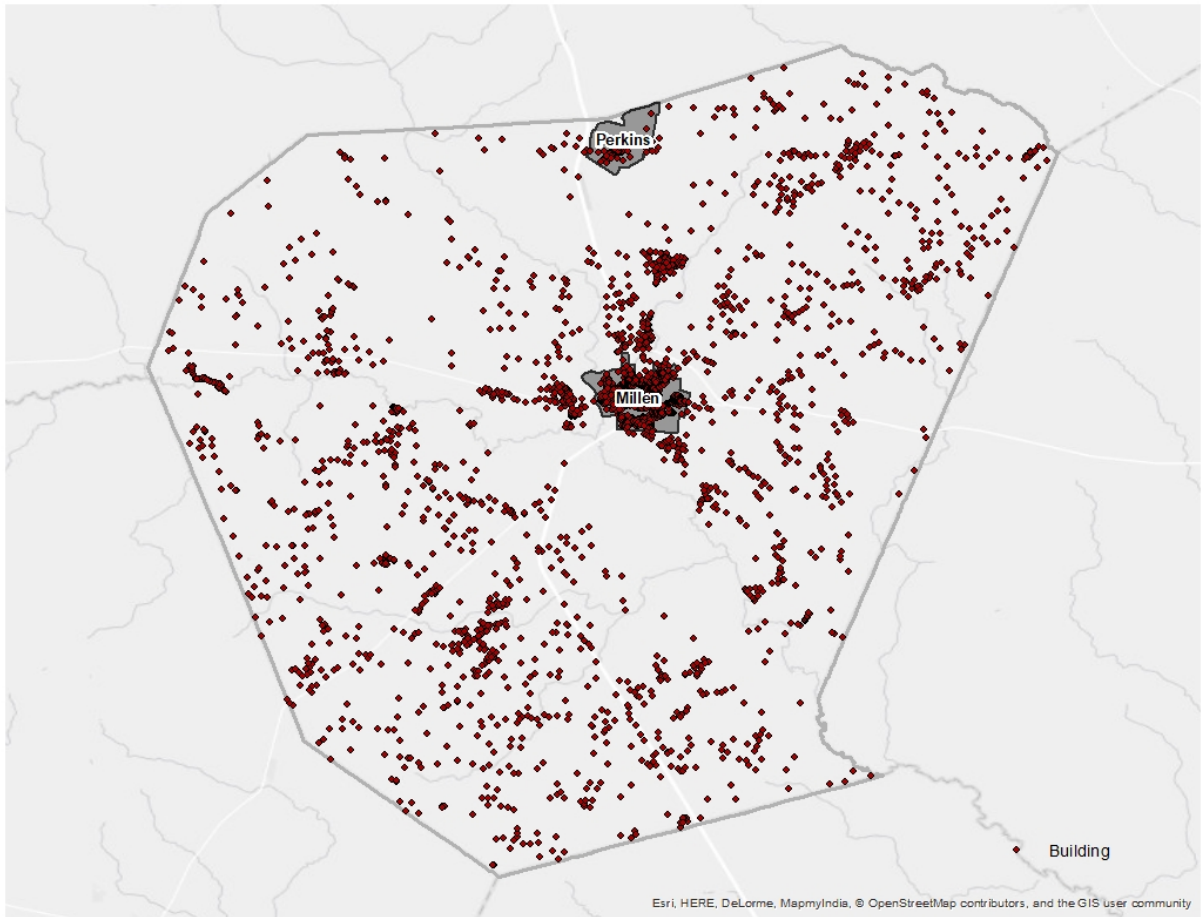 Perkins
Millen
Building
Esri, HERE, DeLorme, MapmyIndia, © OpenStreetMap contributors, and the GIS user community